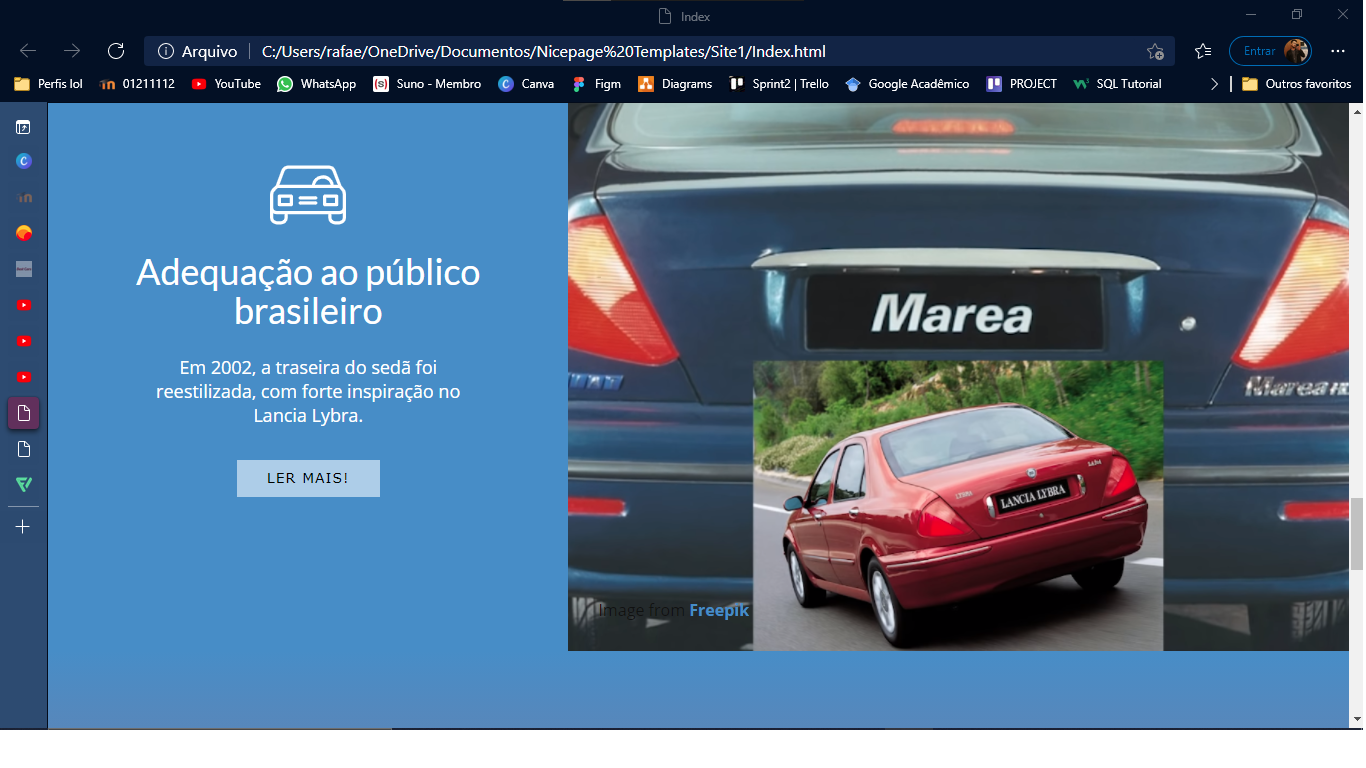 Index
Arquivo
C:/Users/rafae/OneDrive/Documentos/Nicepage%20Templates/Site1/Index.html
Entrar
Perfis lol
01211112
YouTube
WhatsApp
Suno - Membro
Canva
Figm
Diagrams
Sprint2 | Trello
Google Acadêmico
PROJECT
SQL Tutorial
Outros favoritos
Adequação ao público
brasileiro
Em 2002, a traseira do sedã foi
reestilizada, com forte inspiração no
Lancia Lybra.
LER MAIS!
Marea
FIAT
Marea
LYBRA
LANCIA LYBRA
Image from Freepik